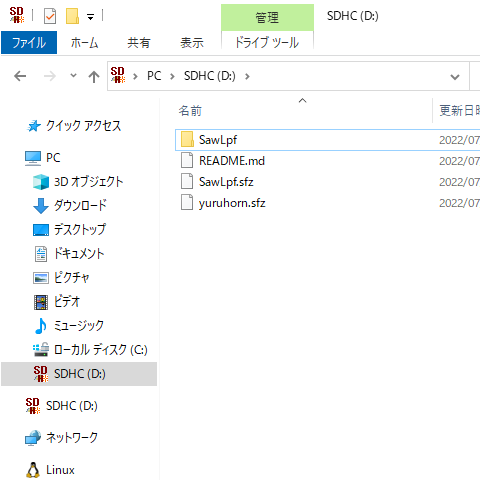 管理
SDHC (D:)
ファイル
ホーム
共有
表示
ドライブ ツール
PC
SDHC (D:)
名前
更新日時
クイック アクセス
PC
3D オブジェクト
ダウンロード
デスクトップ
ドキュメント
ピクチャ
ビデオ
ミュージック
ローカル ディスク (C:)
SDHC (D:)
SDHC (D:)
ネットワーク
Linux
SawLpf
2022/07
README.md
2022/07
SawLpf.sfz
2022/07
yuruhorn.sfz
2022/07